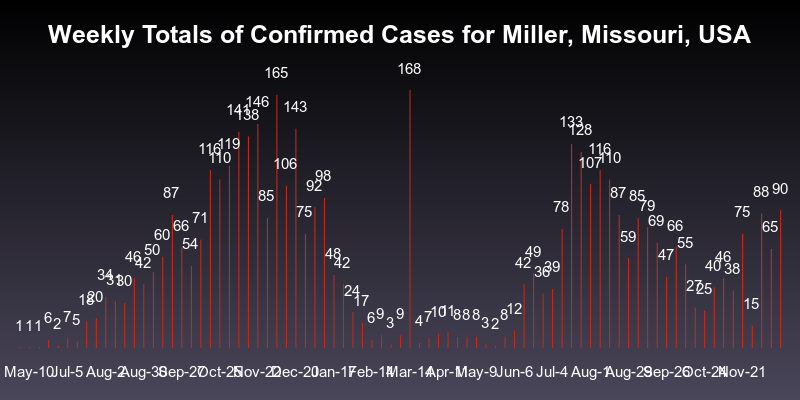 Weekly Totals of Confirmed Cases for Miller, Missouri, USA
1 1 1 6 2 7 5 18 20 34 31 30 46 42 50 60 87 66 54 71 116 110 119 141 138 146 85 165 106 143 75 92 98 48 42 24 17 6 9 3 9 168 4 7 10 11 8 8 8 3 2 8 12 42 49 36 39 78 133 128 107 116 110 87 59 85 79 69 47 66 55 27 25 40 46 38 75 15 88 65 90
May-10 Jul-5 Aug-2 Aug-30 Sep-27 Oct-25 Nov-22 Dec-20 Jan-17 Feb-14 Mar-14 Apr-11 May-9 Jun-6 Jul-4 Aug-1 Aug-29 Sep-26 Oct-24 Nov-21